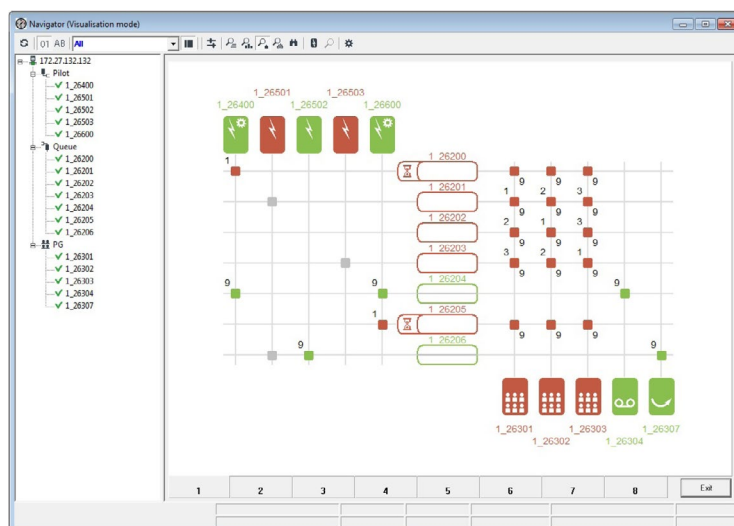 Navigator (Visualisation mode)
01 AB All
172.27.132.132
Pilot
1_26400
1_26501
1_26502
1_26503
1_26600
Queue
1_26200
1_26201
1_26202
1_26203
1_26204
1_26205
1_26206
PG
1_26301
1_26302
1_26303
1_26304
1_26307
1_26501 1_26503
1_26400 1_26502 1_26600
1_26200
1
9 9 9
1_26201
1 2 3
9 9 9
1_26202
2 1 3
9 9 9
1_26203
3 2 1
9 9 9
1_26204
9 9 9
1_26205
1
9 9 9
1_26206
9 9
1_26301 1_26303 1_26307
1_26302 1_26304
1 2 3 4 5 6 7 8 Exit